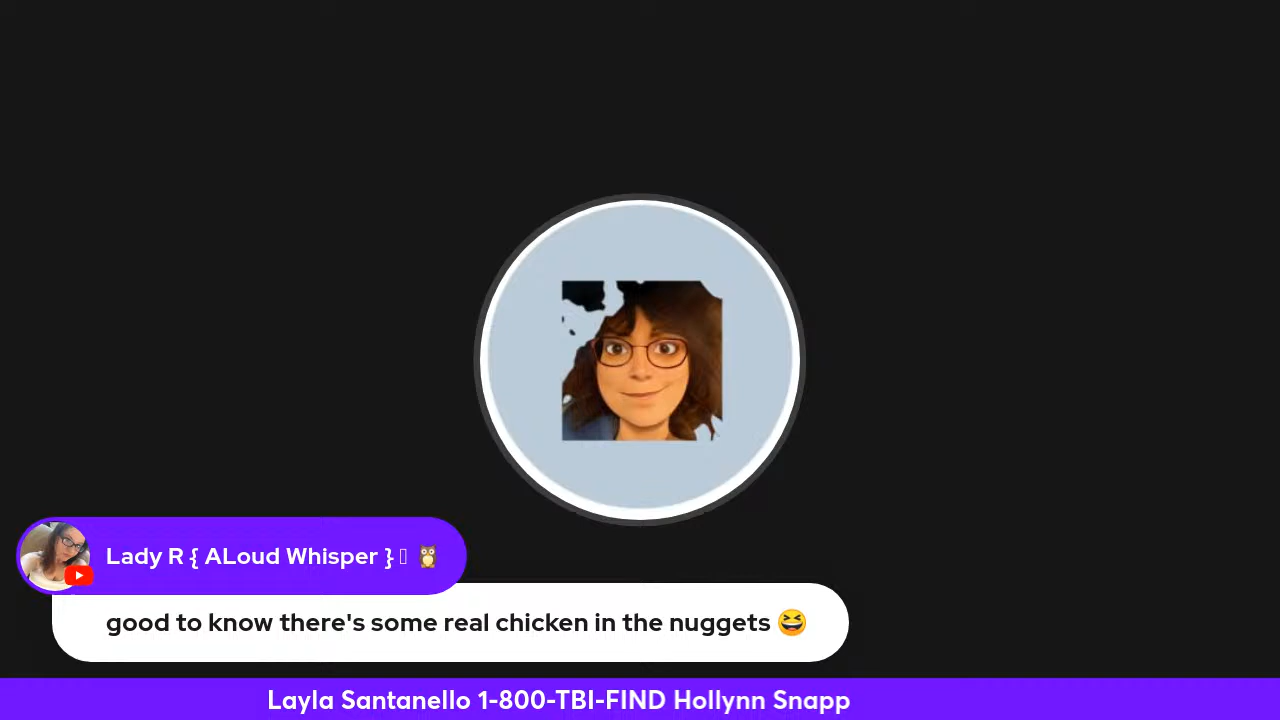 Lady R { ALoud Whisper } 🦉
good to know there's some real chicken in the nuggets 😆
Layla Santanello 1-800-TBI-FIND Hollynn Snapp